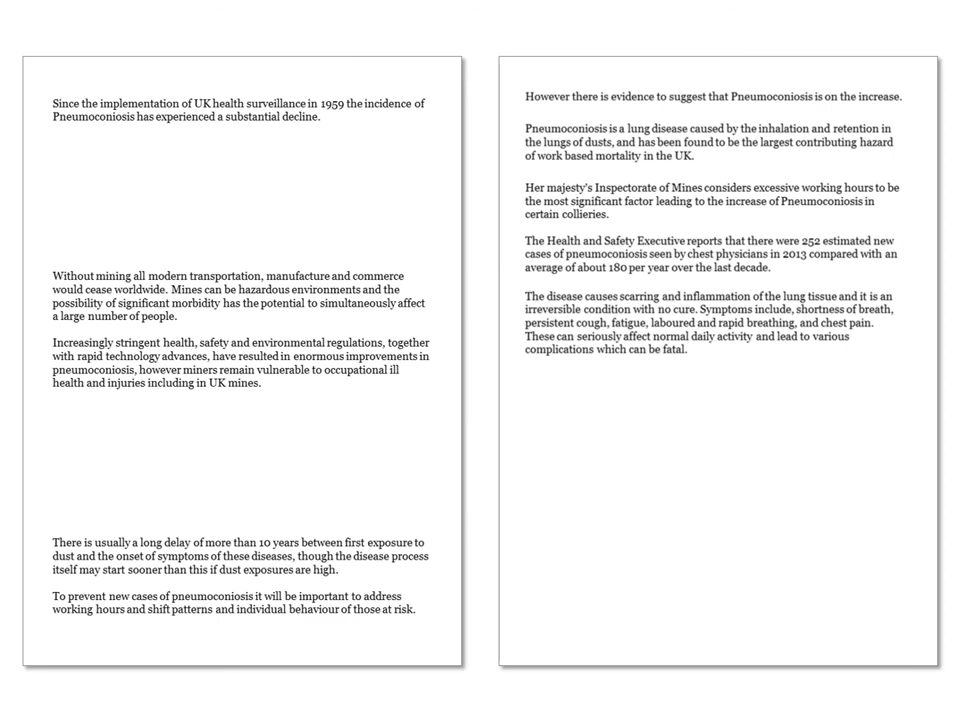 Since the implementation of UK health surveillance in 1959 the incidence of
Pneumoconiosis has experienced a substantial decline.
Without mining all modern transportation, manufacture and commerce
would cease worldwide. Mines can be hazardous environments and the
possibility of significant morbidity has the potential to simultaneously affect
a large number of people.
Increasingly stringent health, safety and environmental regulations, together
with rapid technology advances, have resulted in enormous improvements in
pneumoconiosis, however miners remain vulnerable to occupational ill
health and injuries including in UK mines.
There is usually a long delay of more than 10 years between first exposure to
dust and the onset of symptoms of these diseases, though the disease process
itself may start sooner than this if dust exposures are high.
To prevent new cases of pneumoconiosis it will be important to address
working hours and shift patterns and individual behaviour of those at risk.
However there is evidence to suggest that Pneumoconiosis is on the increase.
Pneumoconiosis is a lung disease caused by the inhalation and retention in
the lungs of dusts, and has been found to be the largest contributing hazard
of work based mortality in the UK.
Her majesty's Inspectorate of Mines considers excessive working hours to be
the most significant factor leading to the increase of Pneumoconiosis in
certain collieries.
The Health and Safety Executive reports that there were 252 estimated new
cases of pneumoconiosis seen by chest physicians in 2013 compared with an
average of about 180 per year over the last decade.
The disease causes scarring and inflammation of the lung tissue and it is an
irreversible condition with no cure. Symptoms include, shortness of breath,
persistent cough, fatigue, laboured and rapid breathing, and chest pain.
These can seriously affect normal daily activity and lead to various
complications which can be fatal.